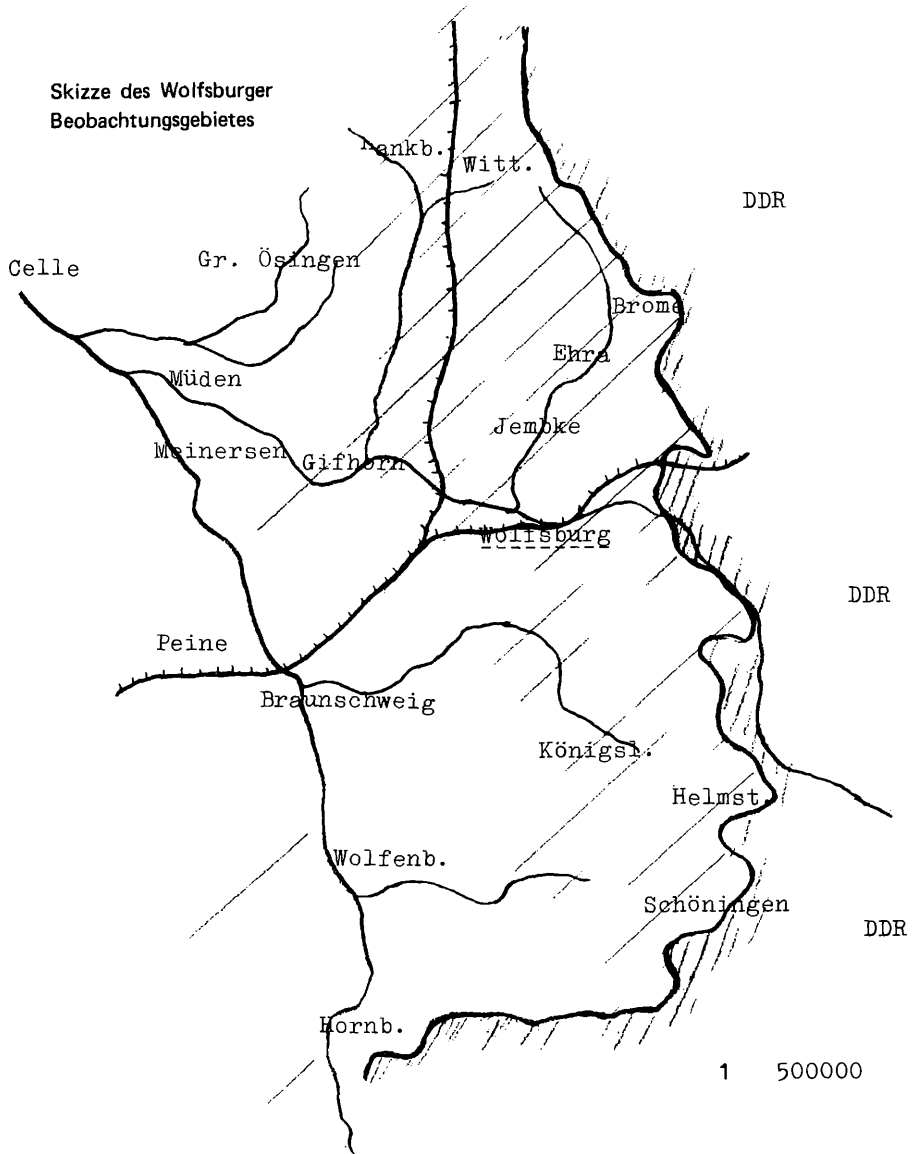 Skizze des Wolfsburger
Beobachtungsgebietes
Witt.
DDR
Gr. Ösingen
Celle
Brome
Ehra
Müden
Jembke
Meinersen
Gifhorn
Wolfsburg
DDR
Peine
Braunschweig
Königsl.
Helmst.
Wolfenb.
Schöningen
DDR
Hornb.
1 500000